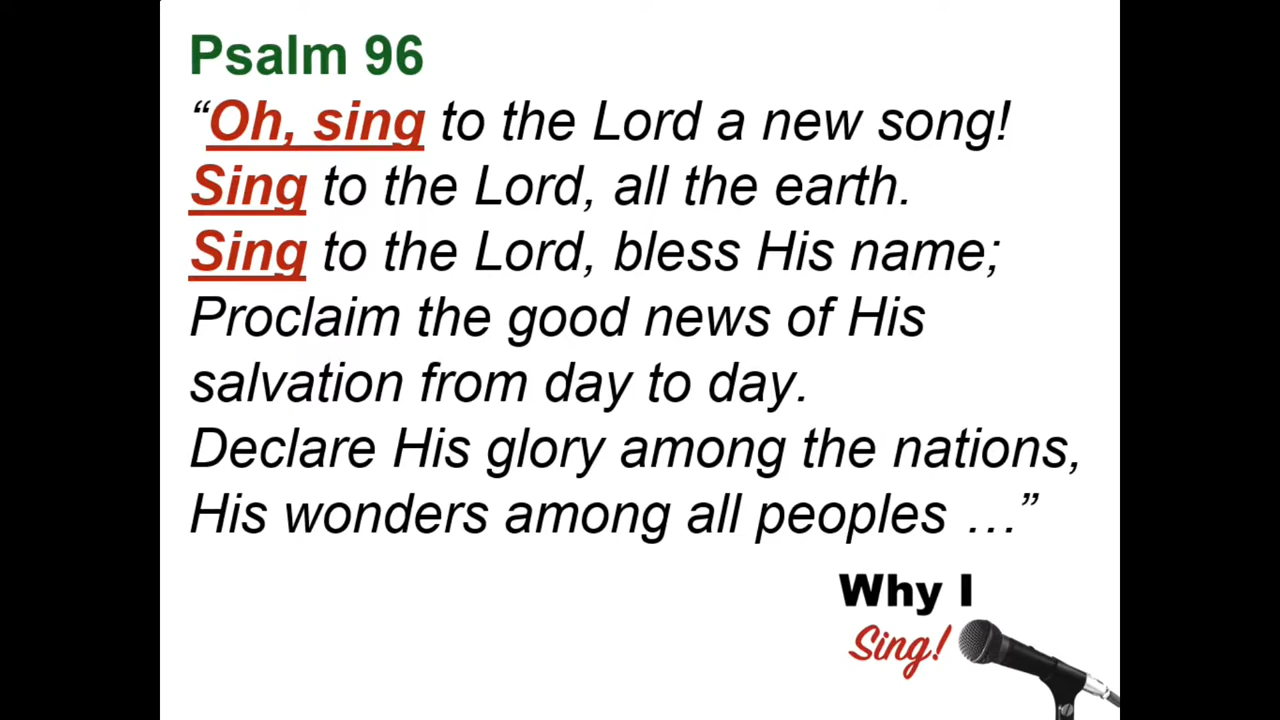 Psalm 96
“Oh, sing to the Lord a new song!
Sing to the Lord, all the earth.
Sing to the Lord, bless His name;
Proclaim the good news of His
salvation from day to day.
Declare His glory among the nations,
His wonders among all peoples …”
Why I
Sing!